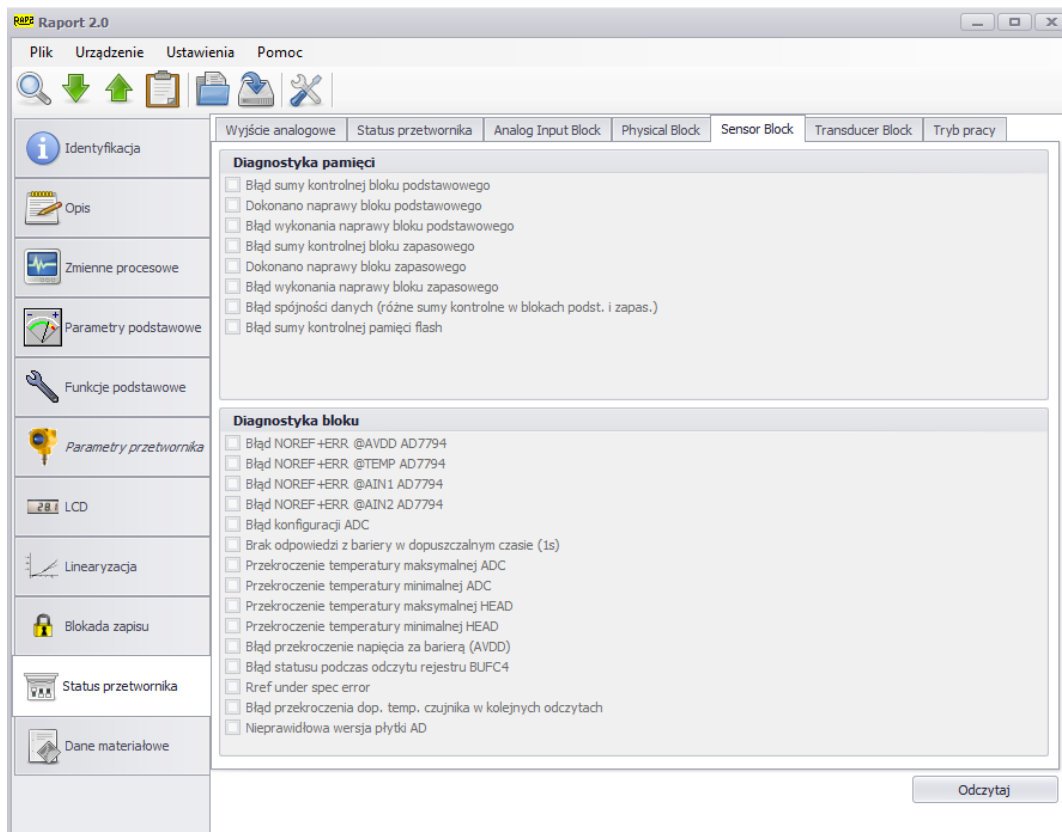 RAP2 Raport 2.0
Plik Urządzenie Ustawienia Pomoc
Identyfikacja
Opis
Zmienne procesowe
- +
Parametry podstawowe
Funkcje podstawowe
Parametry przetwornika
28.1 LCD
Linearyzacja
Blokada zapisu
Status przetwornika
Dane materiałowe
Wyjście analogowe Status przetwornika Analog Input Block Physical Block Sensor Block Transducer Block Tryb pracy
Diagnostyka pamięci
Błąd sumy kontrolnej bloku podstawowego
Dokonano naprawy bloku podstawowego
Błąd wykonania naprawy bloku podstawowego
Błąd sumy kontrolnej bloku zapasowego
Dokonano naprawy bloku zapasowego
Błąd wykonania naprawy bloku zapasowego
Błąd spójności danych (różne sumy kontrolne w blokach podst. i zapas.)
Błąd sumy kontrolnej pamięci flash
Diagnostyka bloku
Błąd NOREF+ERR @AVDD AD7794
Błąd NOREF+ERR @TEMP AD7794
Błąd NOREF+ERR @AIN1 AD7794
Błąd NOREF+ERR @AIN2 AD7794
Błąd konfiguracji ADC
Brak odpowiedzi z bariery w dopuszczalnym czasie (1s)
Przekroczenie temperatury maksymalnej ADC
Przekroczenie temperatury minimalnej ADC
Przekroczenie temperatury maksymalnej HEAD
Przekroczenie temperatury minimalnej HEAD
Błąd przekroczenie napięcia za barierą (AVDD)
Błąd statusu podczas odczytu rejestru BUFC4
Rref under spec error
Błąd przekroczenia dop. temp. czujnika w kolejnych odczytach
Nieprawidłowa wersja płytki AD
Odczytaj